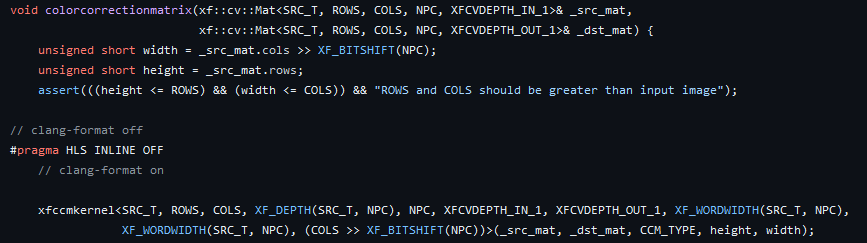 void colorcorrectionmatrix(xf::cv::Mat<SRC_T, ROWS, COLS, NPC, XFCVDEPTH_IN_1>& _src_mat,
                           xf::cv::Mat<SRC_T, ROWS, COLS, NPC, XFCVDEPTH_OUT_1>& _dst_mat) {
    unsigned short width = _src_mat.cols >> XF_BITSHIFT(NPC);
    unsigned short height = _src_mat.rows;
    assert(((height <= ROWS) && (width <= COLS)) && "ROWS and COLS should be greater than input image");

// clang-format off
#pragma HLS INLINE OFF
    // clang-format on

    xfccmkernel<SRC_T, ROWS, COLS, XF_DEPTH(SRC_T, NPC), NPC, XFCVDEPTH_IN_1, XFCVDEPTH_OUT_1, XF_WORDWIDTH(SRC_T, NPC),
                XF_WORDWIDTH(SRC_T, NPC), (COLS >> XF_BITSHIFT(NPC))>(_src_mat, _dst_mat, CCM_TYPE, height, width);